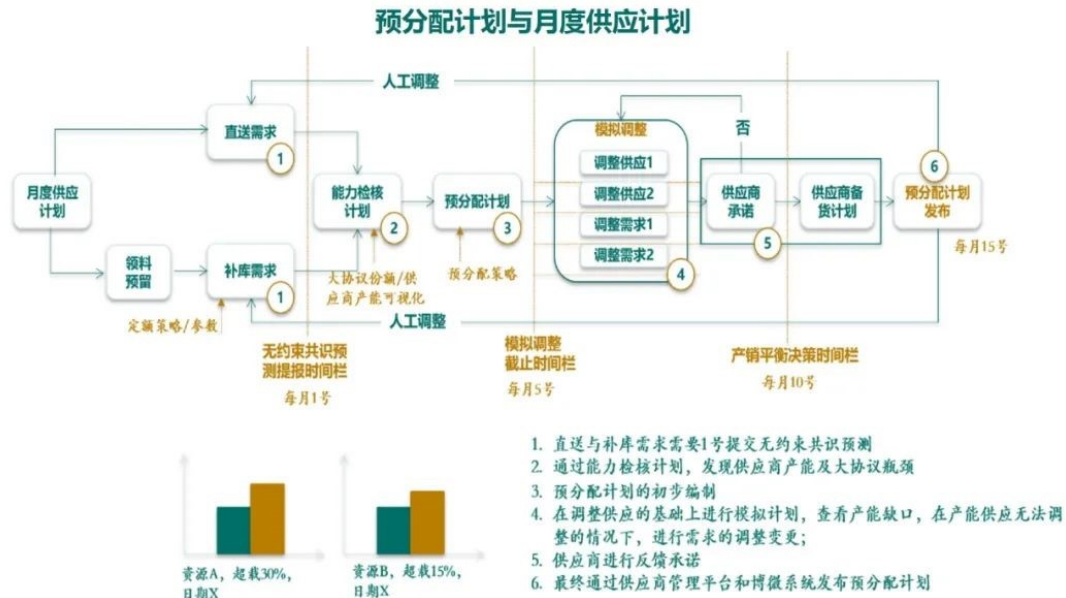 预分配计划与月度供应计划
人工调整
直送需求
1
月度供应
计划
领料
预留
补库需求
1
定额策略/参数
能力检核
计划
2
大协议份额/供
应商产能可视化
预分配计划
3
预分配策略
模拟调整
调整供应1
调整供应2
调整需求1
调整需求2
4
否
供应商
承诺
5
供应商备
货计划
6
预分配计划
发布
每月15号
人工调整
无约束共识预
测提报时间栏
每月1号
模拟调整
截止时间栏
每月5号
产销平衡决策时间栏
每月10号
资源A，超载30%，
日期X
资源B，超载15%，
日期X
1. 直送与补库需求需要1号提交无约束共识预测
2. 通过能力检核计划，发现供应商产能及大协议瓶颈
3. 预分配计划的初步编制
4. 在调整供应的基础上进行模拟计划，查看产能缺口，在产能供应无法调
整的情况下，进行需求的调整变更；
5. 供应商进行反馈承诺
6. 最终通过供应商管理平台和博微系统发布预分配计划